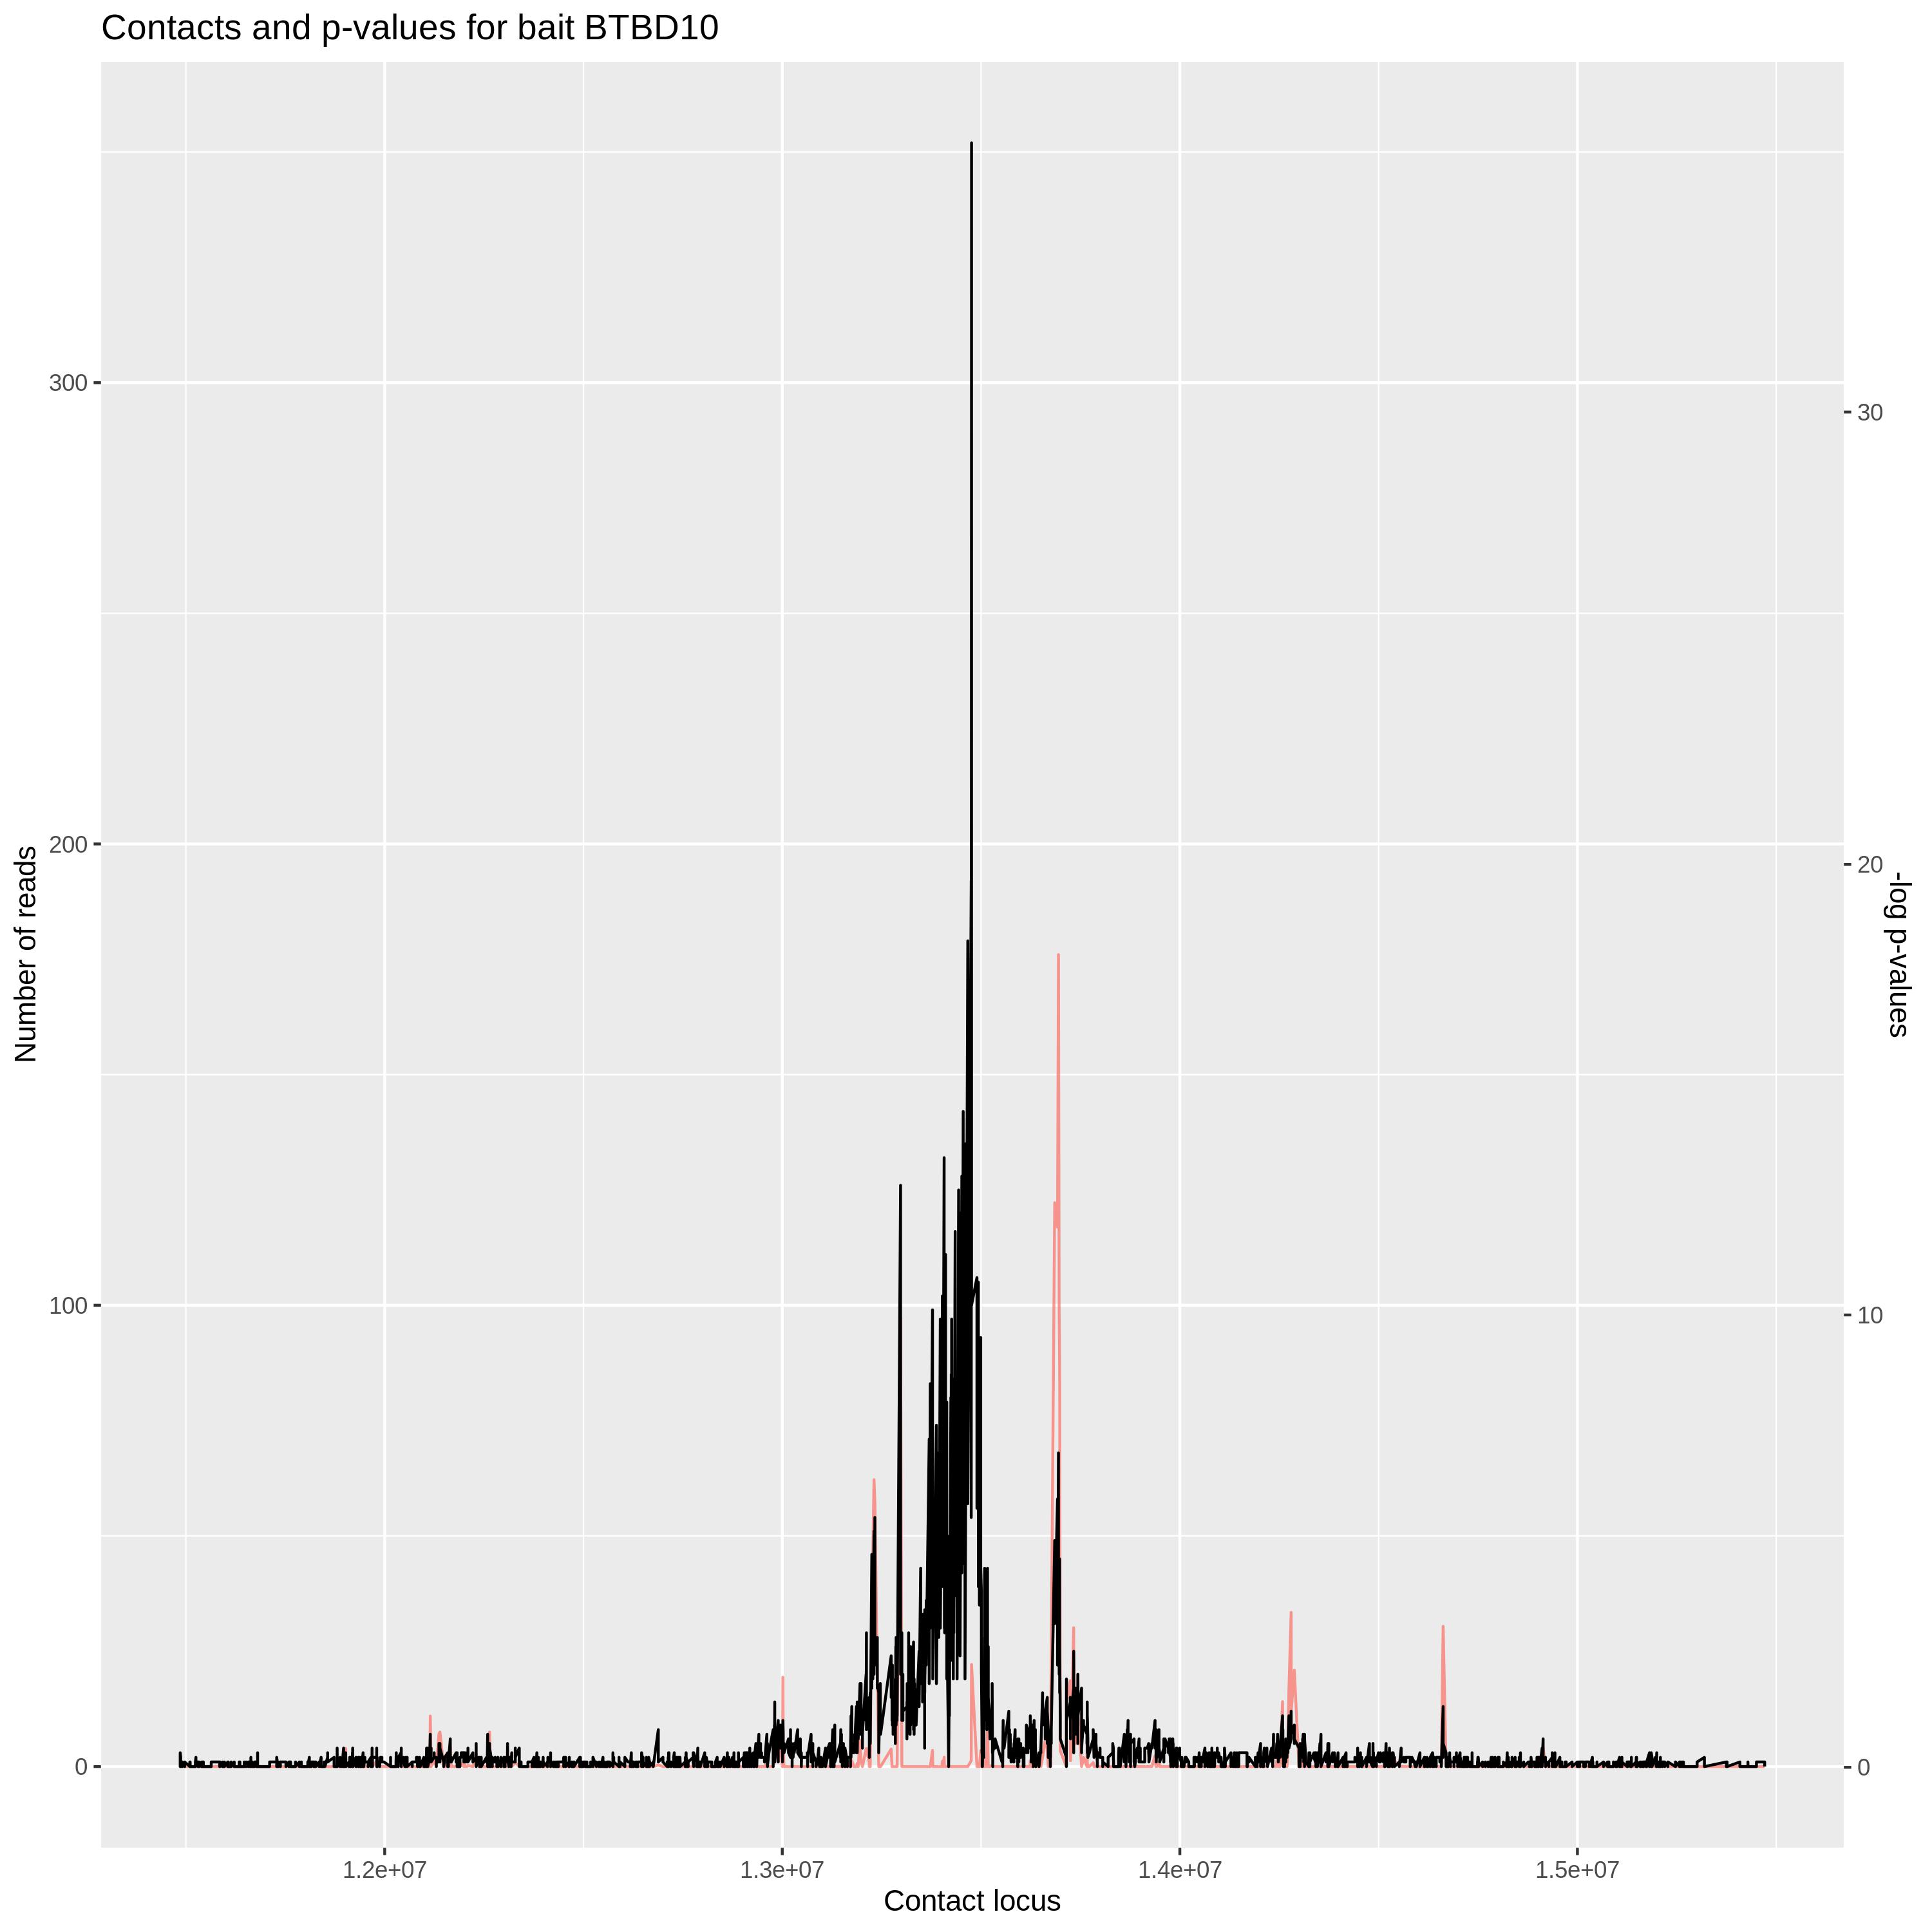 Contacts and p-values for bait BTBD10
300
200
100
0
30
20
10
0
Number of reads
-log p-values
1.2e+07 1.3e+07 1.4e+07 1.5e+07
Contact locus